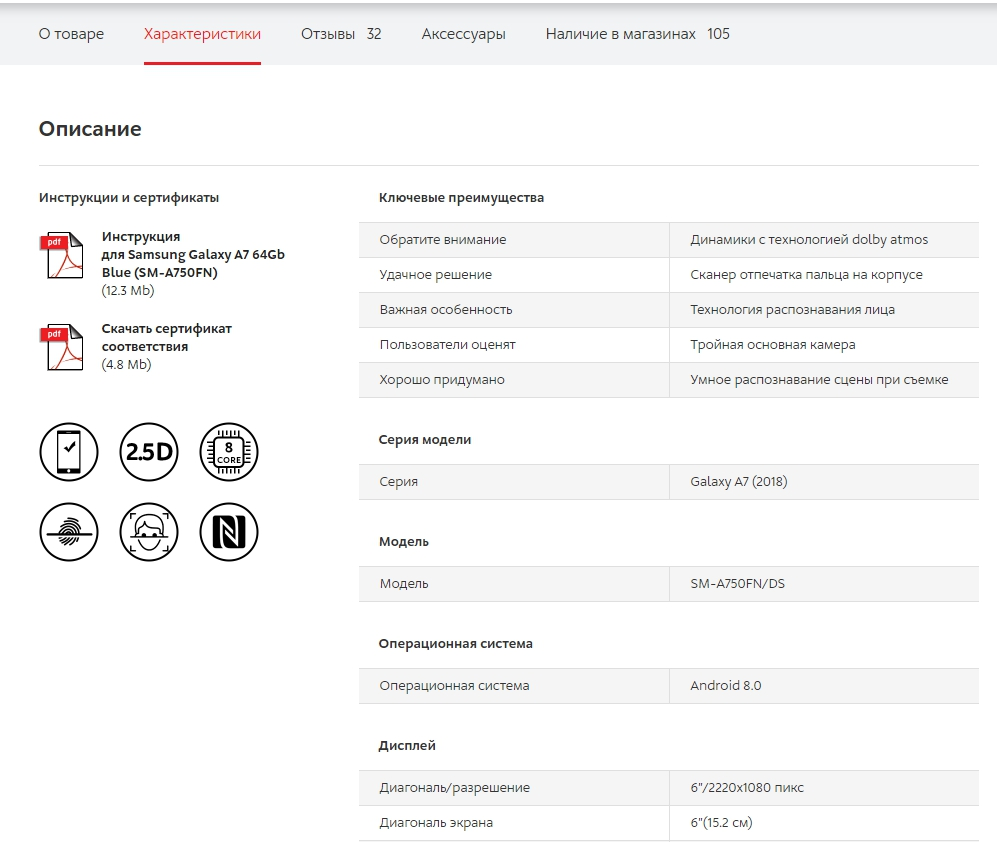 О товаре Характеристики Отзывы 32 Аксессуары Наличие в магазинах 105
Описание
Инструкции и сертификаты
pdf
Инструкция
для Samsung Galaxy A7 64Gb
Blue (SM-A750FN)
(12.3 Mb)
pdf
Скачать сертификат
соответствия
(4.8 Mb)
2.5D
8
CORE
Ключевые преимущества
Обратите внимание Динамики с технологией dolby atmos
Удачное решение Сканер отпечатка пальца на корпусе
Важная особенность Технология распознавания лица
Пользователи оценят Тройная основная камера
Хорошо придумано Умное распознавание сцены при съемке
Серия модели
Серия Galaxy A7 (2018)
Модель
Модель SM-A750FN/DS
Операционная система
Операционная система Android 8.0
Дисплей
Диагональ/разрешение 6"/2220x1080 пикс
Диагональ экрана 6"(15.2 см)